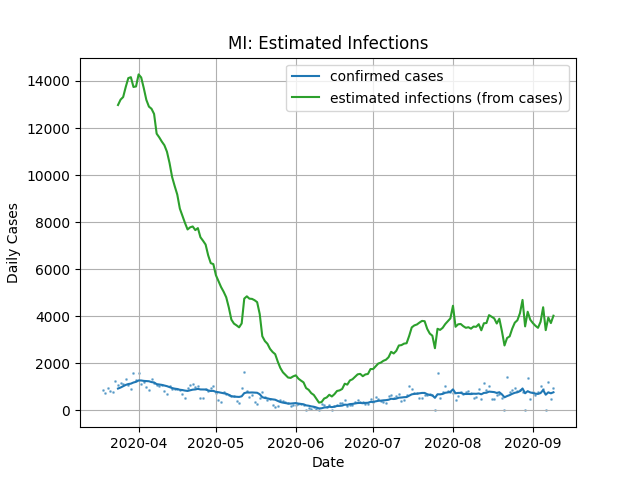 MI: Estimated Infections
confirmed cases
estimated infections (from cases)
Daily Cases
14000
12000
10000
8000
6000
4000
2000
0
2020-04 2020-05 2020-06 2020-07 2020-08 2020-09
Date